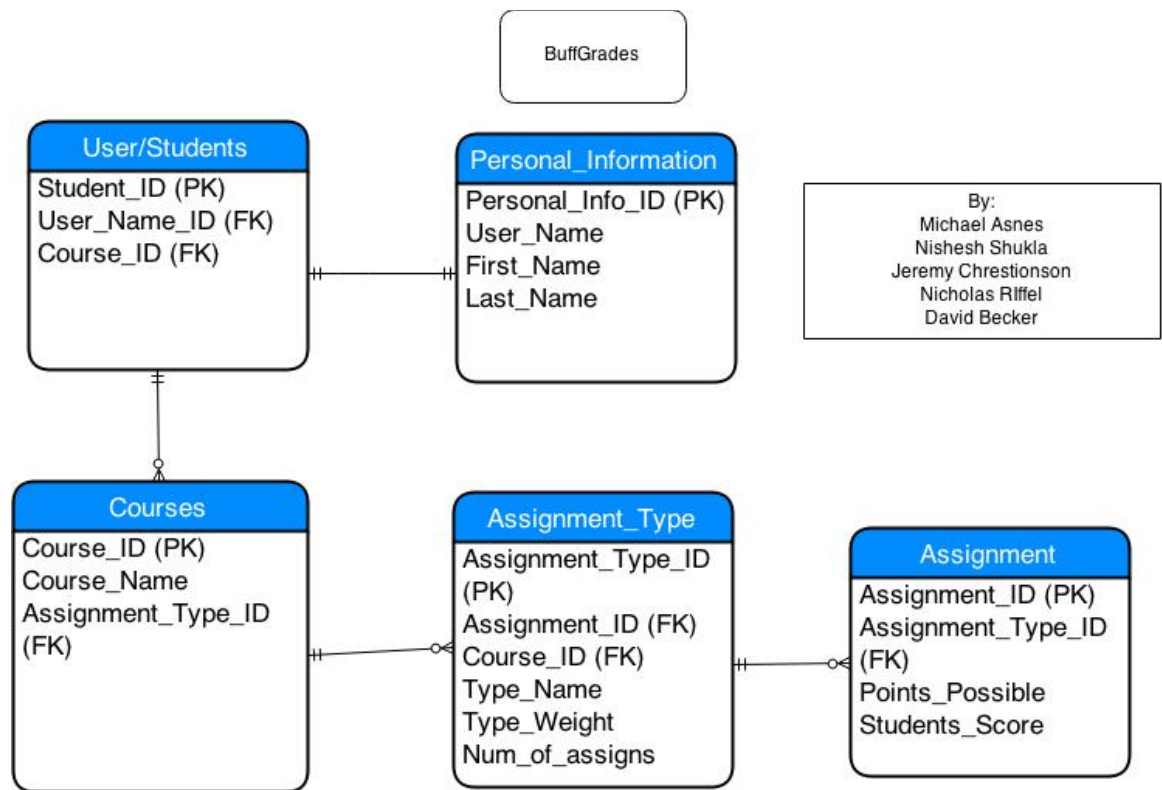 BuffGrades
User/Students
Student_ID (PK)
User_Name_ID (FK)
Course_ID (FK)
Personal_Information
Personal_Info_ID (PK)
User_Name
First_Name
Last_Name
By:
Michael Asnes
Nishesh Shukla
Jeremy Chrestionson
Nicholas RIffel
David Becker
Courses
Course_ID (PK)
Course_Name
Assignment_Type_ID
(FK)
Assignment_Type
Assignment_Type_ID
(PK)
Assignment_ID (FK)
Course_ID (FK)
Type_Name
Type_Weight
Num_of_assigns
Assignment
Assignment_ID (PK)
Assignment_Type_ID
(FK)
Points_Possible
Students_Score